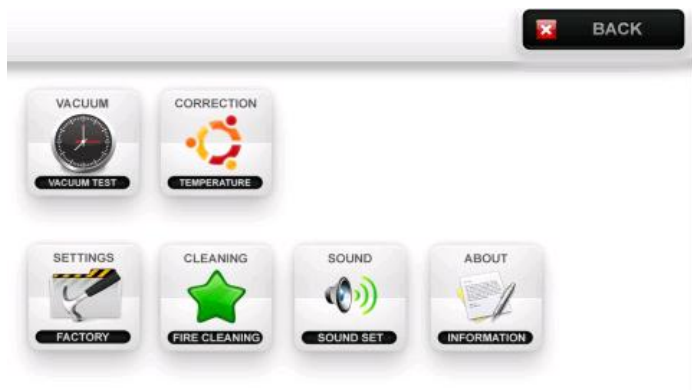 BACK
VACUUM
VACUUM TEST
CORRECTION
TEMPERATURE
SETTINGS
FACTORY
CLEANING
FIRE CLEANING
SOUND
SOUND SET
ABOUT
INFORMATION